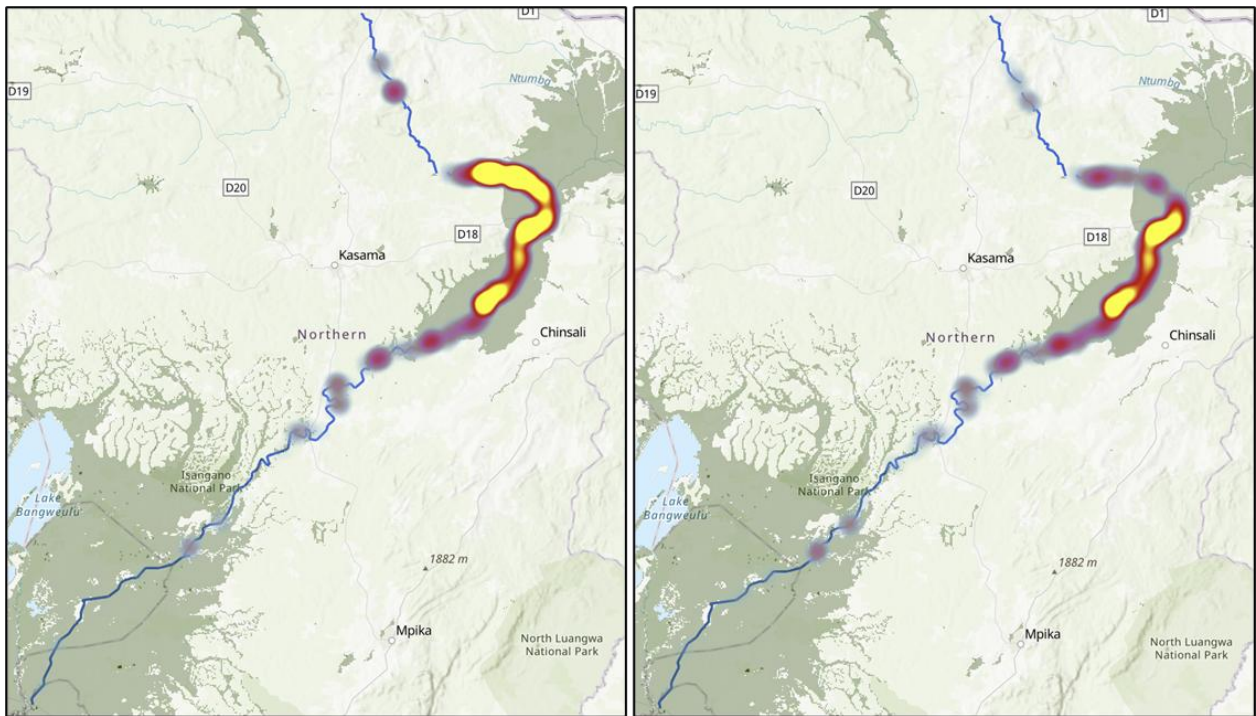 D1
Ntumba
D19
D20
D18
Kasama
Northern
Chinsali
Isangano
National Park
Lake
Bangweulu
1882 m
Mpika
North Luangwa
National Park
D1
Ntumba
D19
D20
D18
Kasama
Northern
Chinsali
Isangano
National Park
Lake
Bangweulu
1882 m
Mpika
North Luangwa
National Park